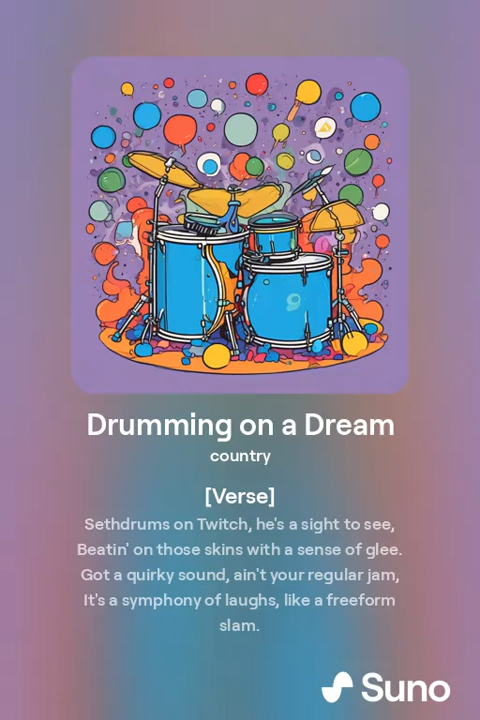 Drumming on a Dream
country
[Verse]
Sethdrums on Twitch, he's a sight to see,
Beatin' on those skins with a sense of glee.
Got a quirky sound, ain't your regular jam,
It's a symphony of laughs, like a freeform
slam.
Suno